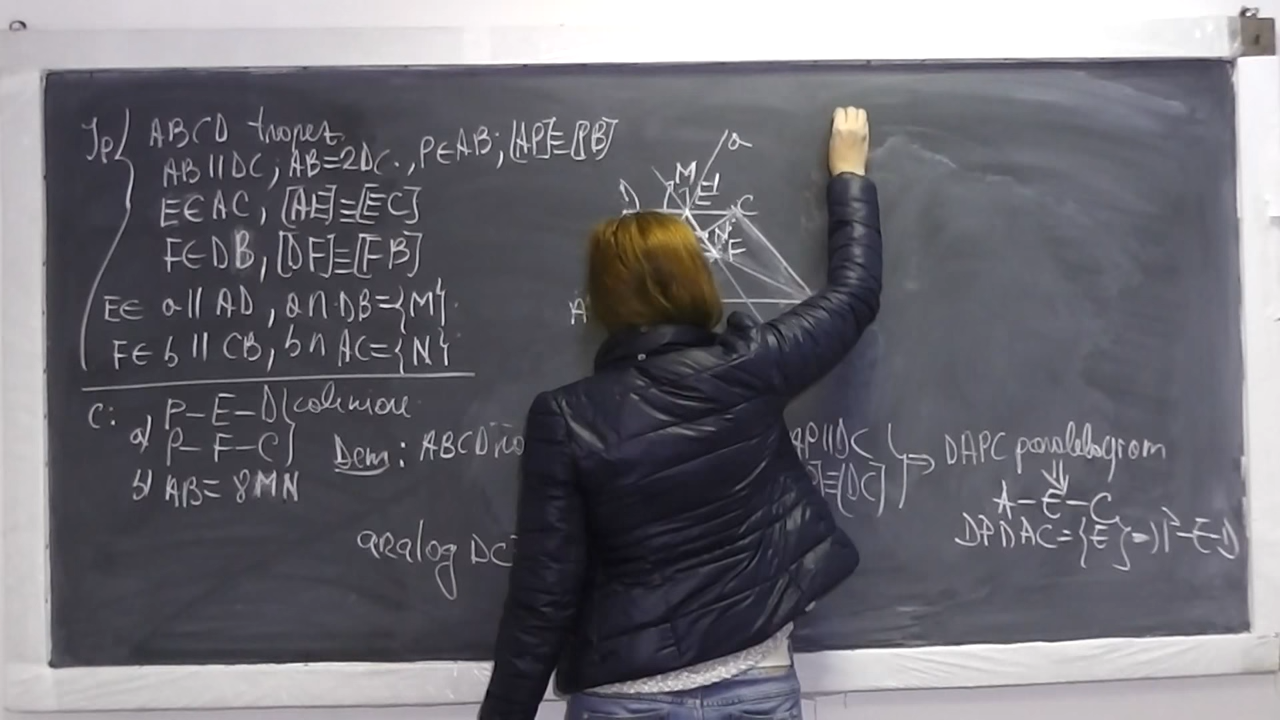 Ip ABCD trapez
AB || DC; AB=2DC., P∈AB; [AP]≡[PB]
E∈AC, [AE]≡[EC]
F∈DB, [DF]≡[FB]
E∈ a || AD, a∩DB={M}.
F∈ b || CB, b∩AC={N}
C: a) P-E-D } coliniare
P-F-C
b) AB=8MN
Dem: ABCD
analog DC
AP || DC
≡[DC] } ⇒ DAPC paralelogram
⇓
A-E-C
DP∩AC={E} ⇒ P-E-D
a
D M E C
N F
A